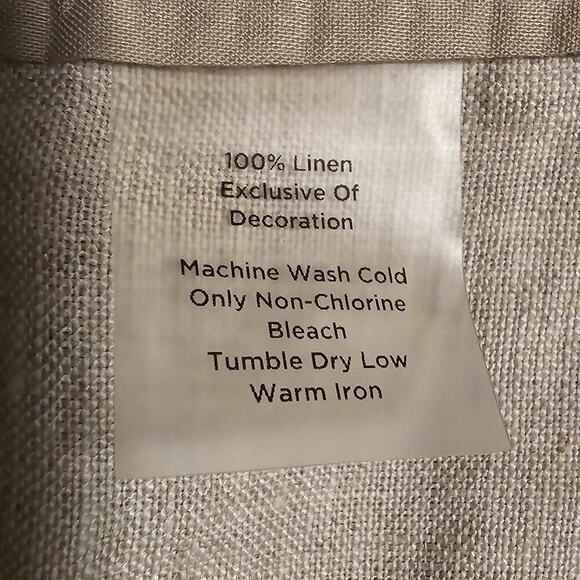 100% Linen
Exclusive Of
Decoration
Machine Wash Cold
Only Non-Chlorine
Bleach
Tumble Dry Low
Warm Iron